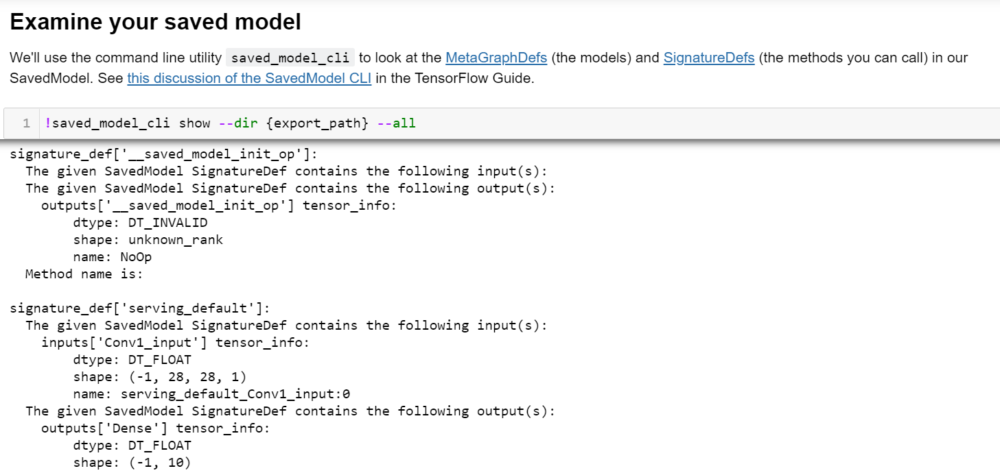 Examine your saved model
We'll use the command line utility saved_model_cli to look at the MetaGraphDefs (the models) and SignatureDefs (the methods you can call) in our
SavedModel. See this discussion of the SavedModel CLI in the TensorFlow Guide.
1 !saved_model_cli show --dir {export_path} --all
signature_def['__saved_model_init_op']:
  The given SavedModel SignatureDef contains the following input(s):
  The given SavedModel SignatureDef contains the following output(s):
    outputs['__saved_model_init_op'] tensor_info:
        dtype: DT_INVALID
        shape: unknown_rank
        name: NoOp
  Method name is:

signature_def['serving_default']:
  The given SavedModel SignatureDef contains the following input(s):
    inputs['Conv1_input'] tensor_info:
        dtype: DT_FLOAT
        shape: (-1, 28, 28, 1)
        name: serving_default_Conv1_input:0
  The given SavedModel SignatureDef contains the following output(s):
    outputs['Dense'] tensor_info:
        dtype: DT_FLOAT
        shape: (-1, 10)